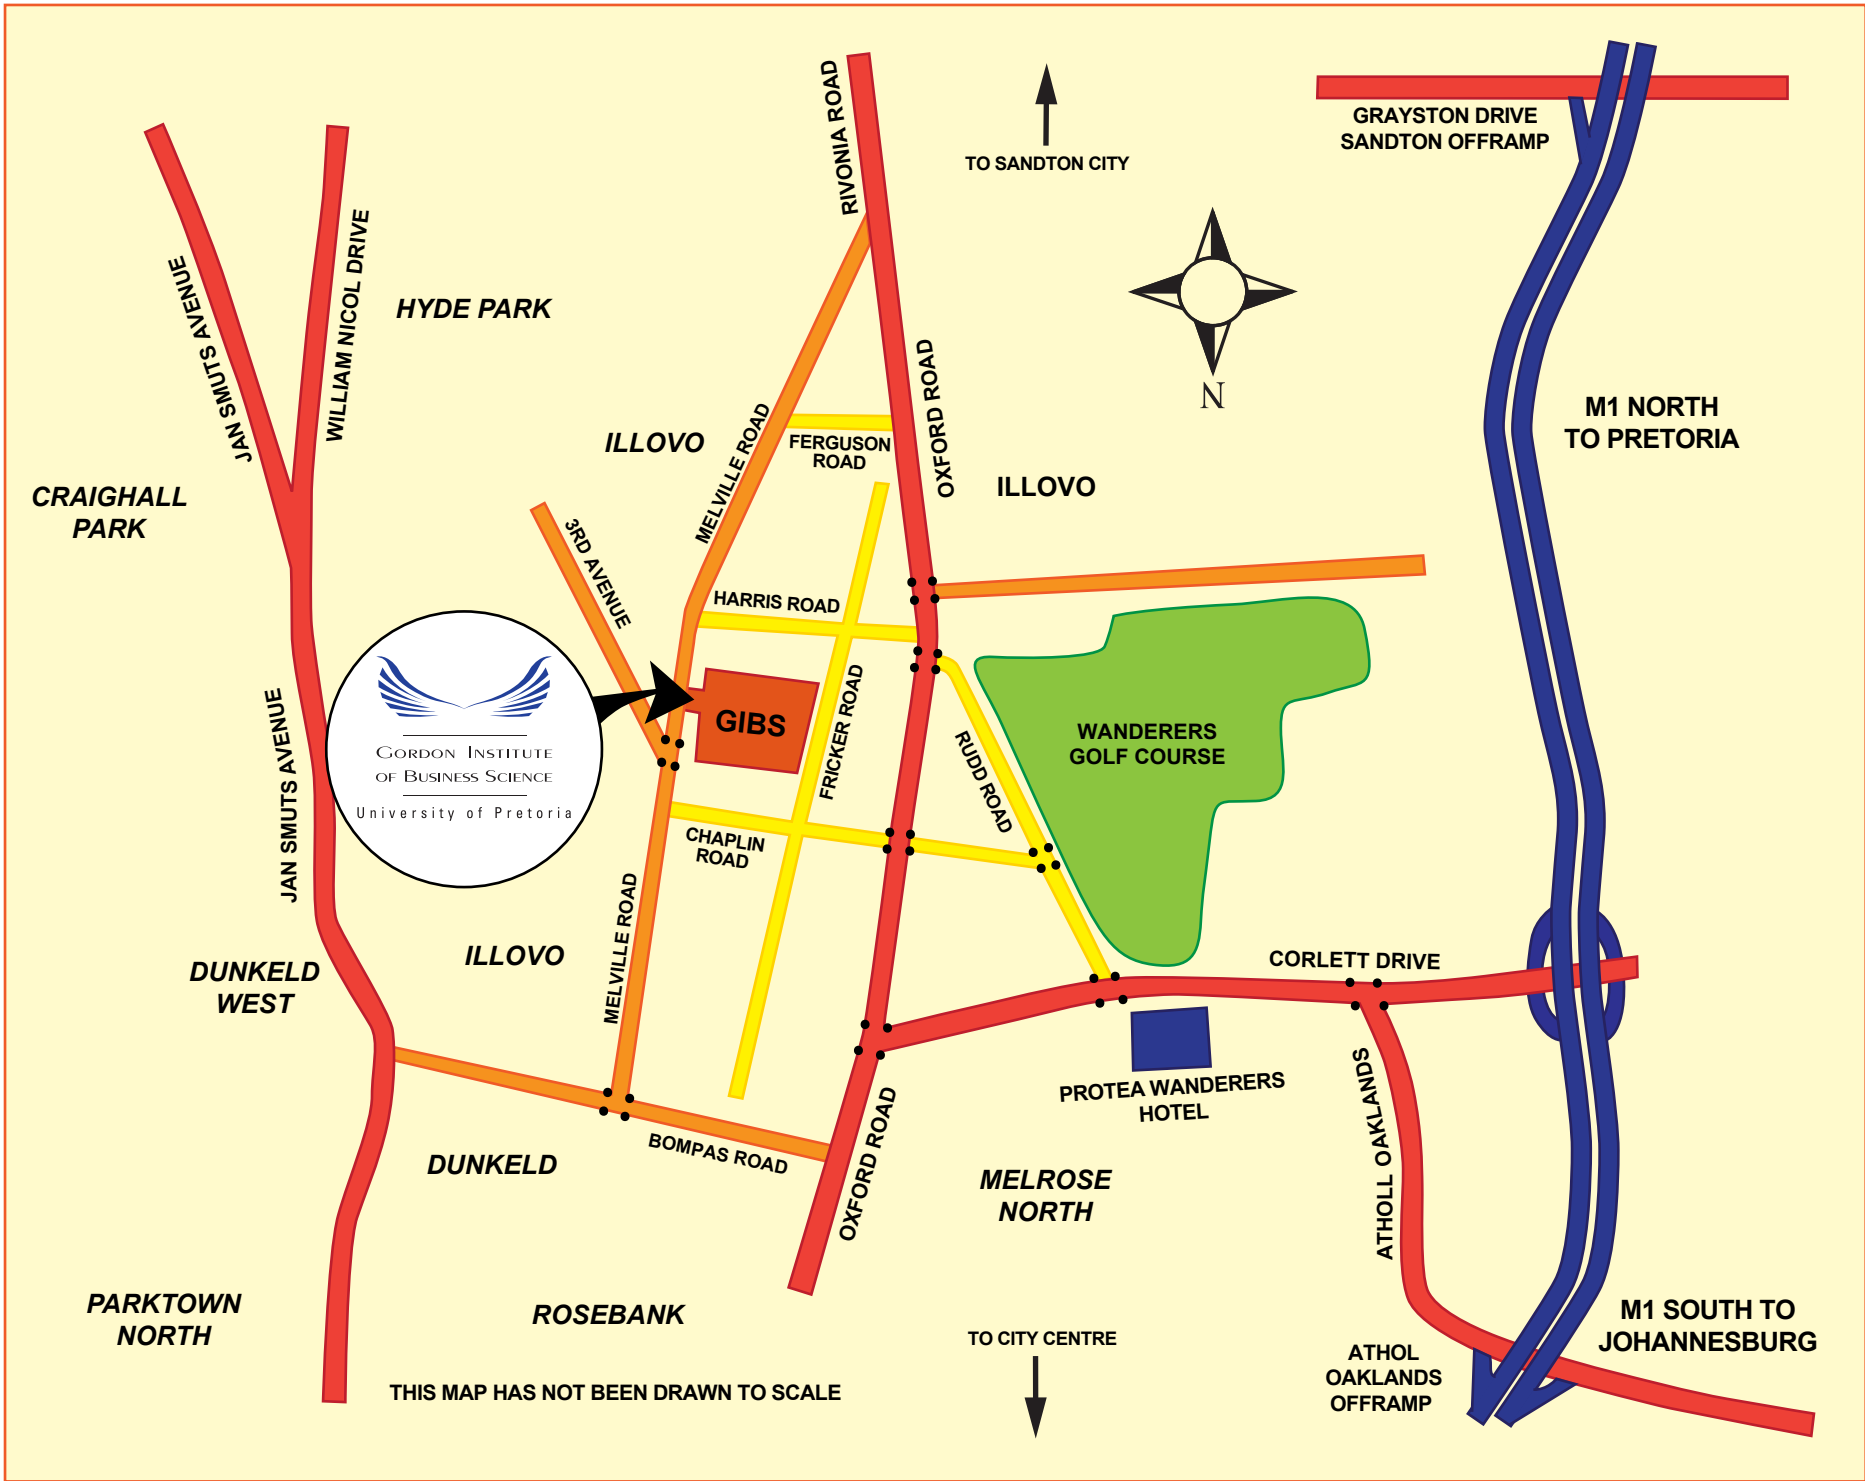 RIVONIA ROAD
TO SANDTON CITY
GRAYSTON DRIVE
SANDTON OFFRAMP
JAN SMUTS AVENUE
WILLIAM NICOL DRIVE
HYDE PARK
N
OXFORD ROAD
MELVILLE ROAD
ILLOVO
FERGUSON
ROAD
M1 NORTH
TO PRETORIA
ILLOVO
CRAIGHALL
PARK
3RD AVENUE
HARRIS ROAD
GORDON INSTITUTE
OF BUSINESS SCIENCE
University of Pretoria
GIBS
FRICKER ROAD
RUDD ROAD
WANDERERS
GOLF COURSE
JAN SMUTS AVENUE
CHAPLIN
ROAD
MELVILLE ROAD
ILLOVO
DUNKELD
WEST
CORLETT DRIVE
PROTEA WANDERERS
HOTEL
ATHOLL OAKLANDS
BOMPAS ROAD
OXFORD ROAD
DUNKELD
MELROSE
NORTH
PARKTOWN
NORTH
ROSEBANK
TO CITY CENTRE
M1 SOUTH TO
JOHANNESBURG
ATHOL
OAKLANDS
OFFRAMP
THIS MAP HAS NOT BEEN DRAWN TO SCALE